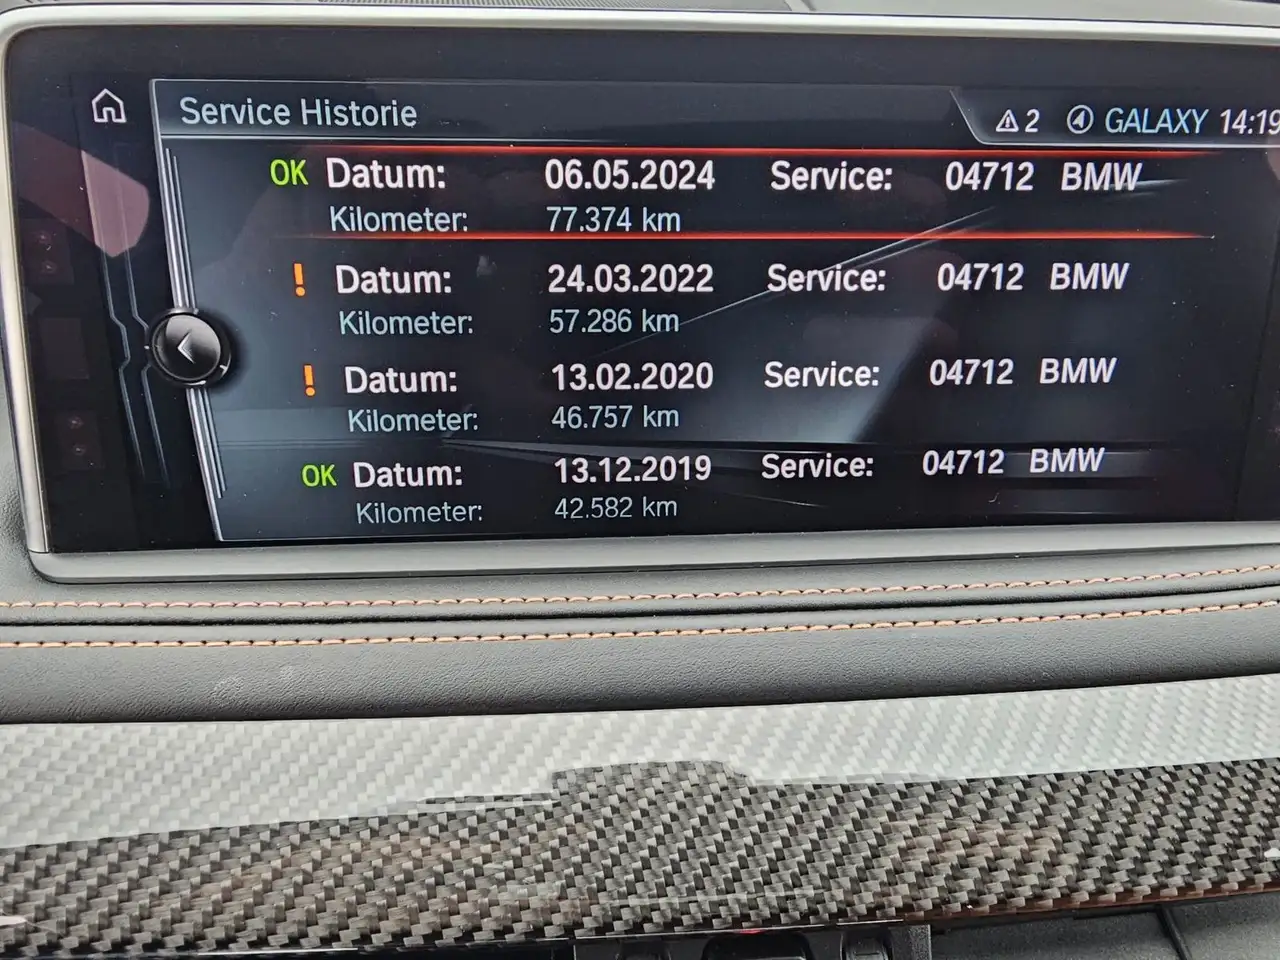 Service Historie 2 GALAXY 14:19
OK Datum: 06.05.2024 Service: 04712 BMW
Kilometer: 77.374 km
! Datum: 24.03.2022 Service: 04712 BMW
Kilometer: 57.286 km
! Datum: 13.02.2020 Service: 04712 BMW
Kilometer: 46.757 km
OK Datum: 13.12.2019 Service: 04712 BMW
Kilometer: 42.582 km